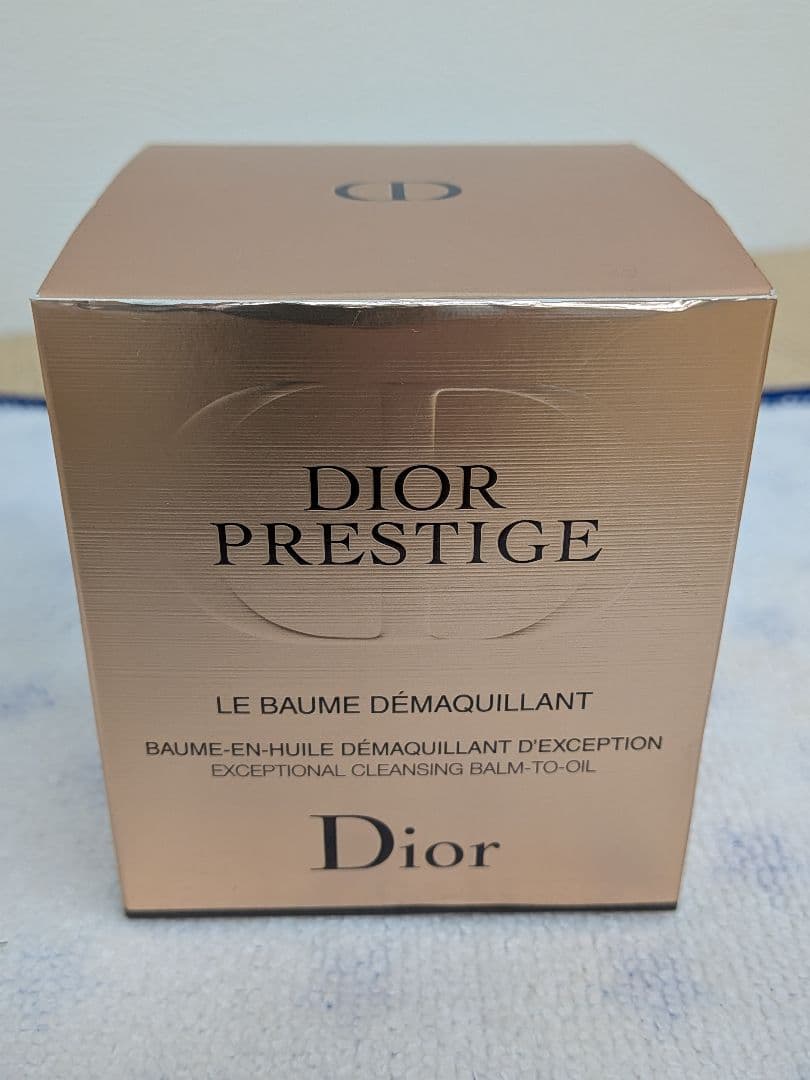 DIOR
PRESTIGE
LE BAUME DÉMAQUILLANT
BAUME-EN-HUILE DÉMAQUILLANT D'EXCEPTION
EXCEPTIONAL CLEANSING BALM-TO-OIL
Dior